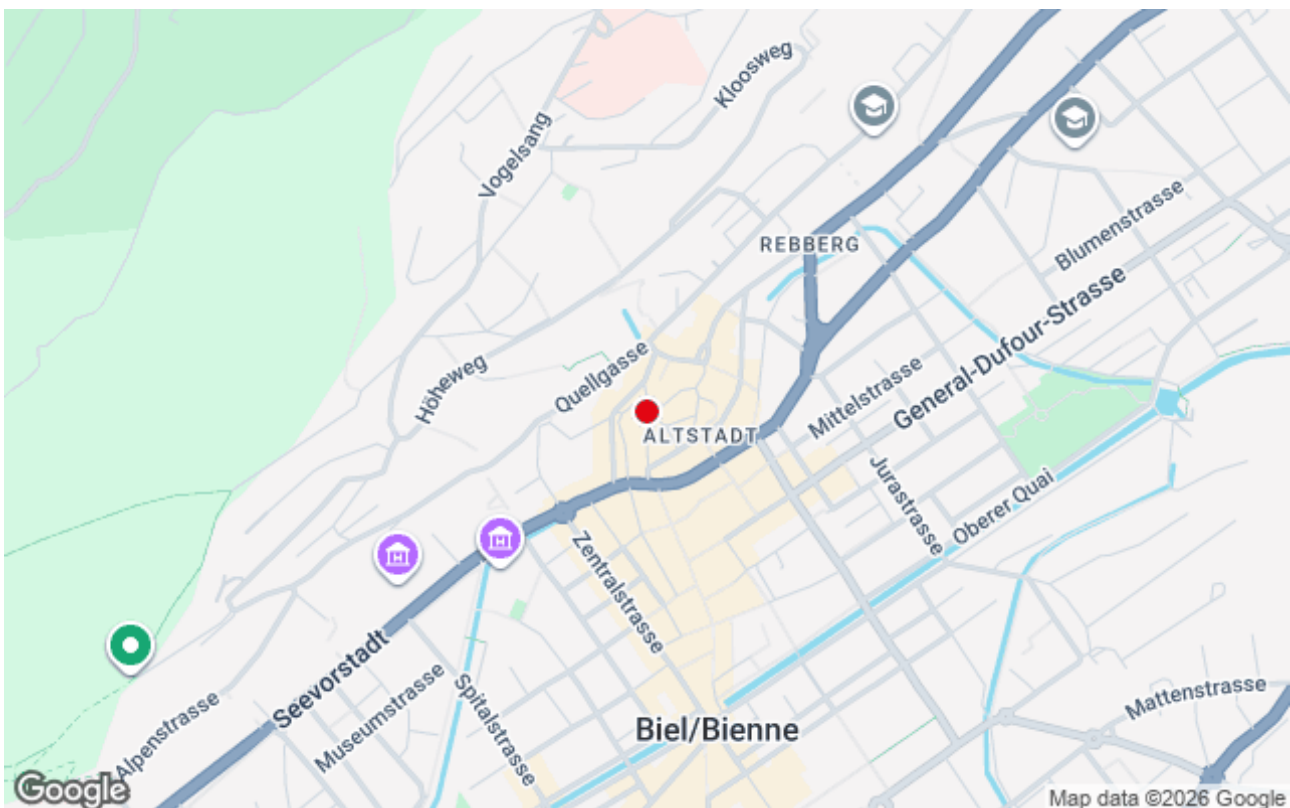 Kloosweg
Vogelsang
REBBERG
Blumenstrasse
General-Dufour-Strasse
Höheweg
Quellgasse
Mittelstrasse
ALTSTADT
Jurastrasse
Oberer Quai
Zentralstrasse
Seevorstadt
Museumstrasse
Spitalstrasse
Alpenstrasse
Mattenstrasse
Biel/Bienne
H
H
Google
Map data ©2026 Google